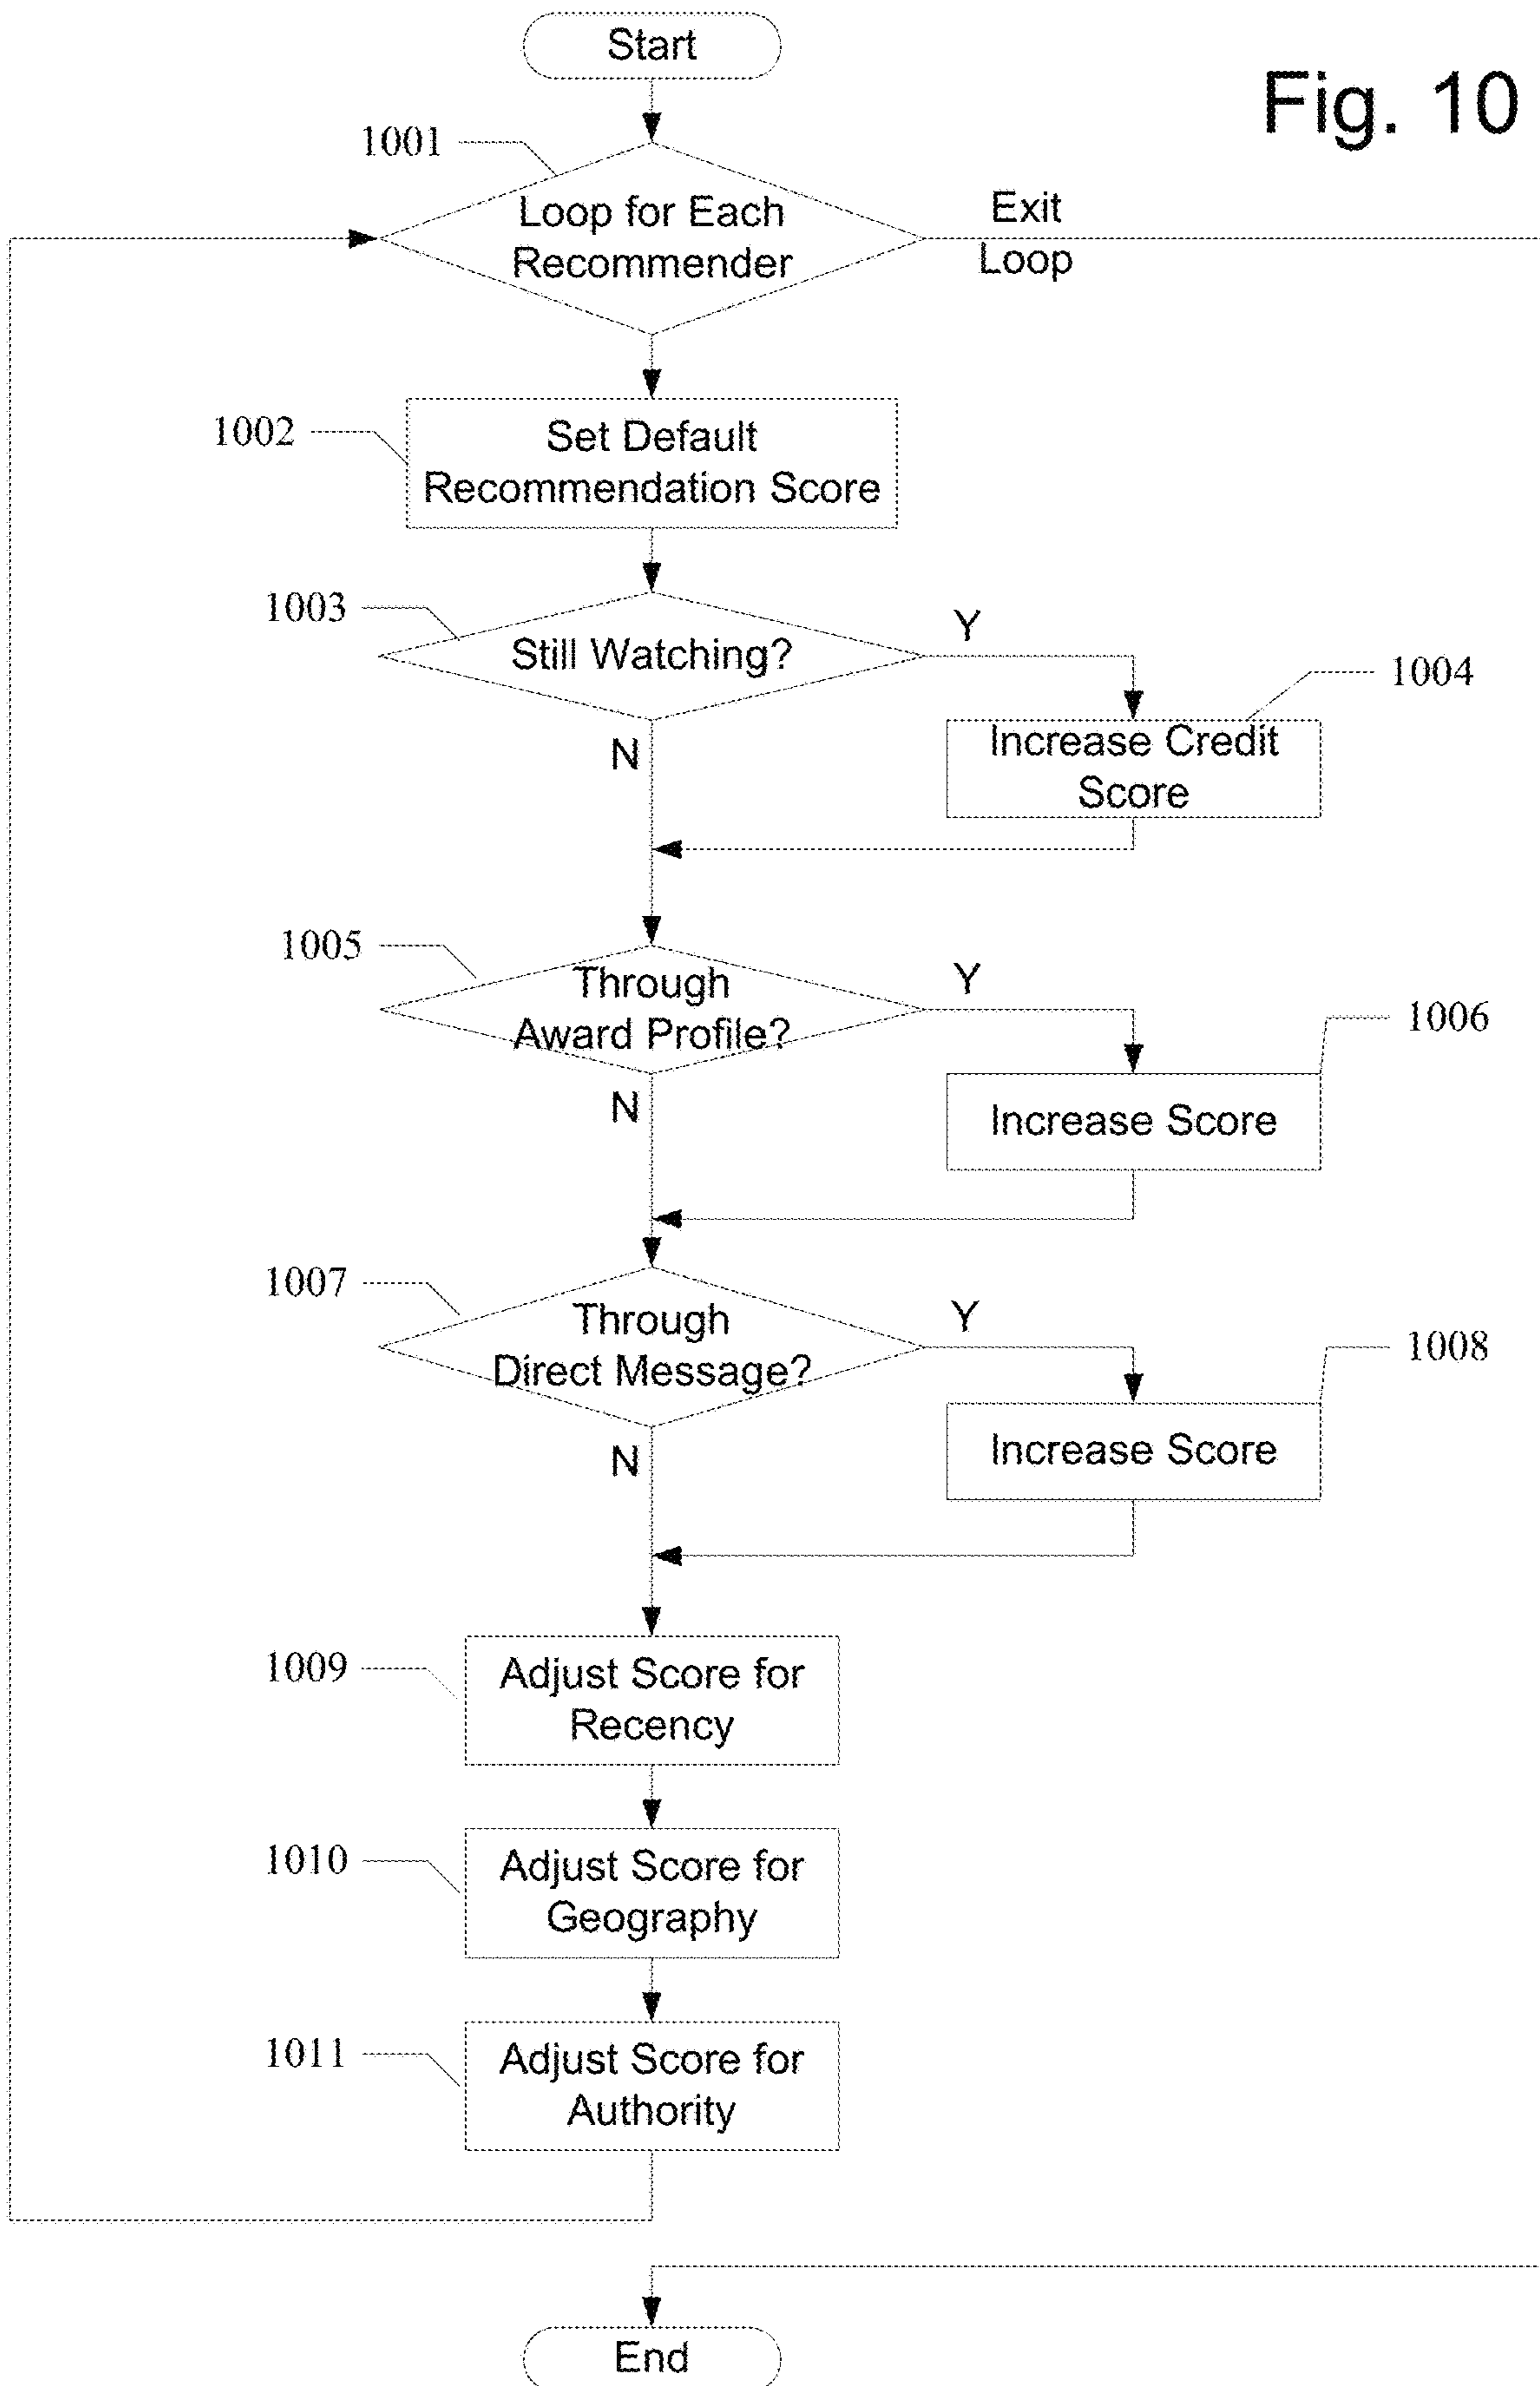 Start
Fig. 10
1001
Loop for Each
Recommender
Exit
Loop
1002
Set Default
Recommendation Score
1003
Still Watching?
Y
N
1004
Increase Credit
Score
1005
Through
Award Profile?
Y
N
1006
Increase Score
1007
Through
Direct Message?
Y
N
1008
Increase Score
1009
Adjust Score for
Recency
1010
Adjust Score for
Geography
1011
Adjust Score for
Authority
End